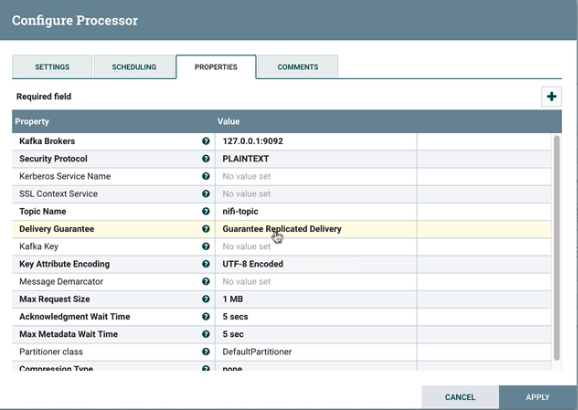 Configure Processor
SETTINGS SCHEDULING PROPERTIES COMMENTS
Required field
Property Value
Kafka Brokers 127.0.0.1:9092
Security Protocol PLAINTEXT
Kerberos Service Name No value set
SSL Context Service No value set
Topic Name nifi-topic
Delivery Guarantee Guarantee Replicated Delivery
Kafka Key No value set
Key Attribute Encoding UTF-8 Encoded
Message Demarcator No value set
Max Request Size 1 MB
Acknowledgment Wait Time 5 secs
Max Metadata Wait Time 5 sec
Partitioner class DefaultPartitioner
Compression Type none
CANCEL APPLY